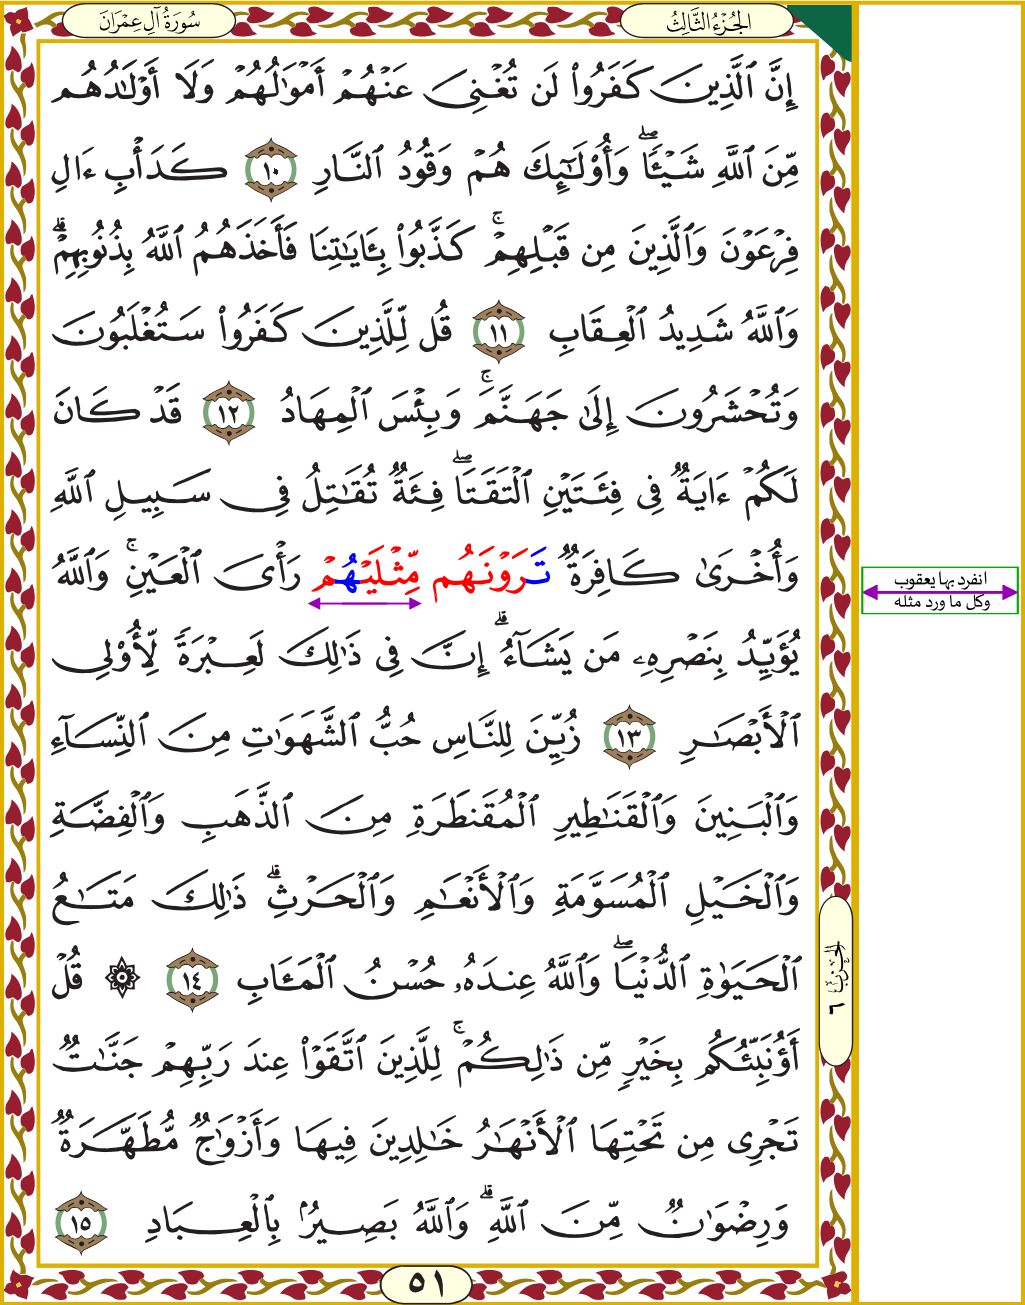 سُورَةُ آلِ عِمْرَان
الجُزْءُ الثَّالِثُ
إِنَّ ٱلَّذِينَ كَفَرُوا۟ لَن تُغْنِىَ عَنْهُمْ أَمْوَٰلُهُمْ وَلَآ أَوْلَٰدُهُم
مِّنَ ٱللَّهِ شَيْـًٔا ۖ وَأُو۟لَٰٓئِكَ هُمْ وَقُودُ ٱلنَّارِ ١٠ كَدَأْبِ ءَالِ
فِرْعَوْنَ وَٱلَّذِينَ مِن قَبْلِهِمْ ۚ كَذَّبُوا۟ بِـَٔايَٰتِنَا فَأَخَذَهُمُ ٱللَّهُ بِذُنُوبِهِمْ ۗ
وَٱللَّهُ شَدِيدُ ٱلْعِقَابِ ١١ قُل لِّلَّذِينَ كَفَرُوا۟ سَتُغْلَبُونَ
وَتُحْشَرُونَ إِلَىٰ جَهَنَّمَ ۚ وَبِئْسَ ٱلْمِهَادُ ١٢ قَدْ كَانَ
لَكُمْ ءَايَةٌ فِى فِئَتَيْنِ ٱلْتَقَتَا ۖ فِئَةٌ تُقَٰتِلُ فِى سَبِيلِ ٱللَّهِ
وَأُخْرَىٰ كَافِرَةٌ تَرَوْنَهُم مِّثْلَيْهُمْ رَأْىَ ٱلْعَيْنِ ۚ وَٱللَّهُ
انفرد بها يعقوب
وكل ما ورد مثله
يُؤَيِّدُ بِنَصْرِهِۦ مَن يَشَآءُ ۗ إِنَّ فِى ذَٰلِكَ لَعِبْرَةً لِّأُو۟لِى
ٱلْأَبْصَٰرِ ١٣ زُيِّنَ لِلنَّاسِ حُبُّ ٱلشَّهَوَٰتِ مِنَ ٱلنِّسَآءِ
وَٱلْبَنِينَ وَٱلْقَنَٰطِيرِ ٱلْمُقَنطَرَةِ مِنَ ٱلذَّهَبِ وَٱلْفِضَّةِ
وَٱلْخَيْلِ ٱلْمُسَوَّمَةِ وَٱلْأَنْعَٰمِ وَٱلْحَرْثِ ۗ ذَٰلِكَ مَتَٰعُ
ٱلْحَيَوٰةِ ٱلدُّنْيَا ۖ وَٱللَّهُ عِندَهُۥ حُسْنُ ٱلْمَـَٔابِ ١٤ ۞ قُلْ
الحِزْبُ ٦
أَؤُنَبِّئُكُم بِخَيْرٍ مِّن ذَٰلِكُمْ ۚ لِلَّذِينَ ٱتَّقَوْا۟ عِندَ رَبِّهِمْ جَنَّٰتٌ
تَجْرِى مِن تَحْتِهَا ٱلْأَنْهَٰرُ خَٰلِدِينَ فِيهَا وَأَزْوَٰجٌ مُّطَهَّرَةٌ
وَرِضْوَٰنٌ مِّنَ ٱللَّهِ ۗ وَٱللَّهُ بَصِيرٌۢ بِٱلْعِبَادِ ١٥
٥١